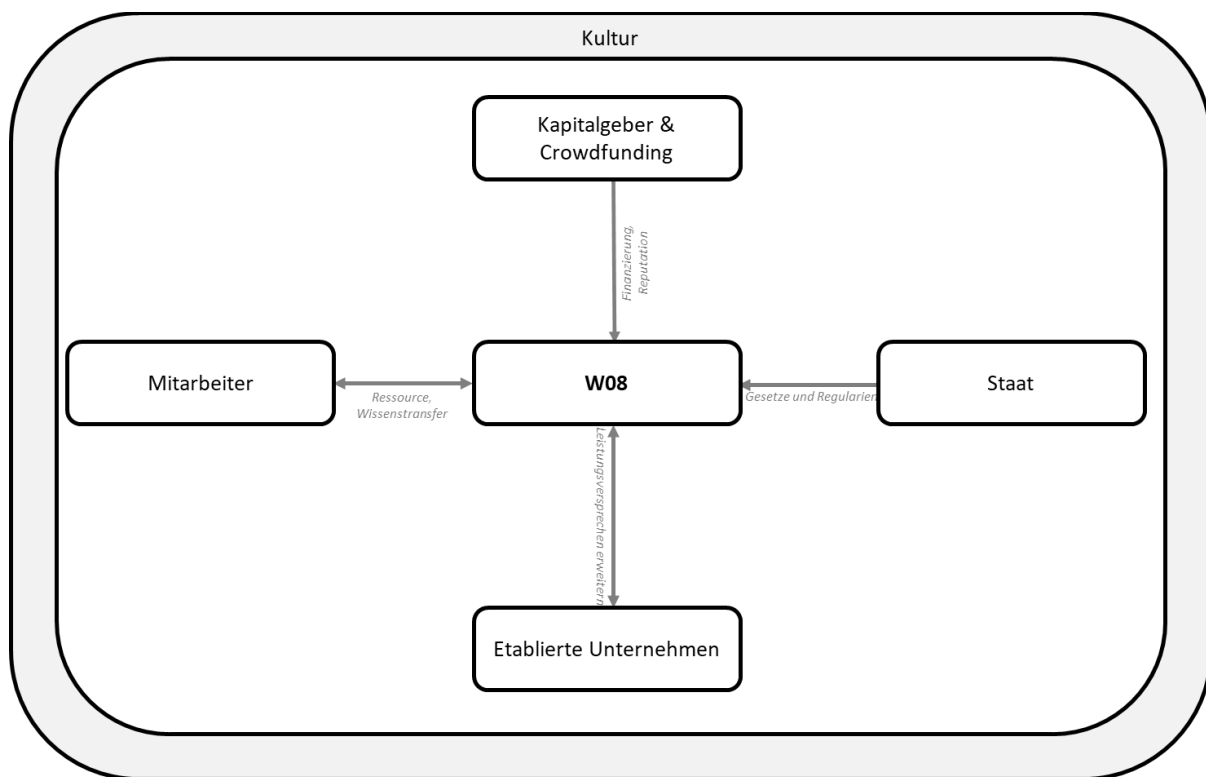 Kultur
Kapitalgeber &
Crowdfunding
Finanzierung,
Reputation
Mitarbeiter
Ressource,
Wissenstransfer
W08
Gesetze und Regularien
Staat
Leistungsversprechen erweitern
Etablierte Unternehmen